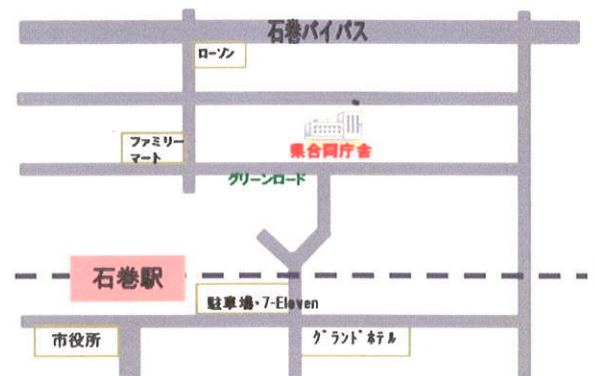 石巻バイパス
ローソン
ファミリー
マート
県合同庁舎
グリーンロード
石巻駅
駐車場・7-Eleven
市役所
グランドホテル